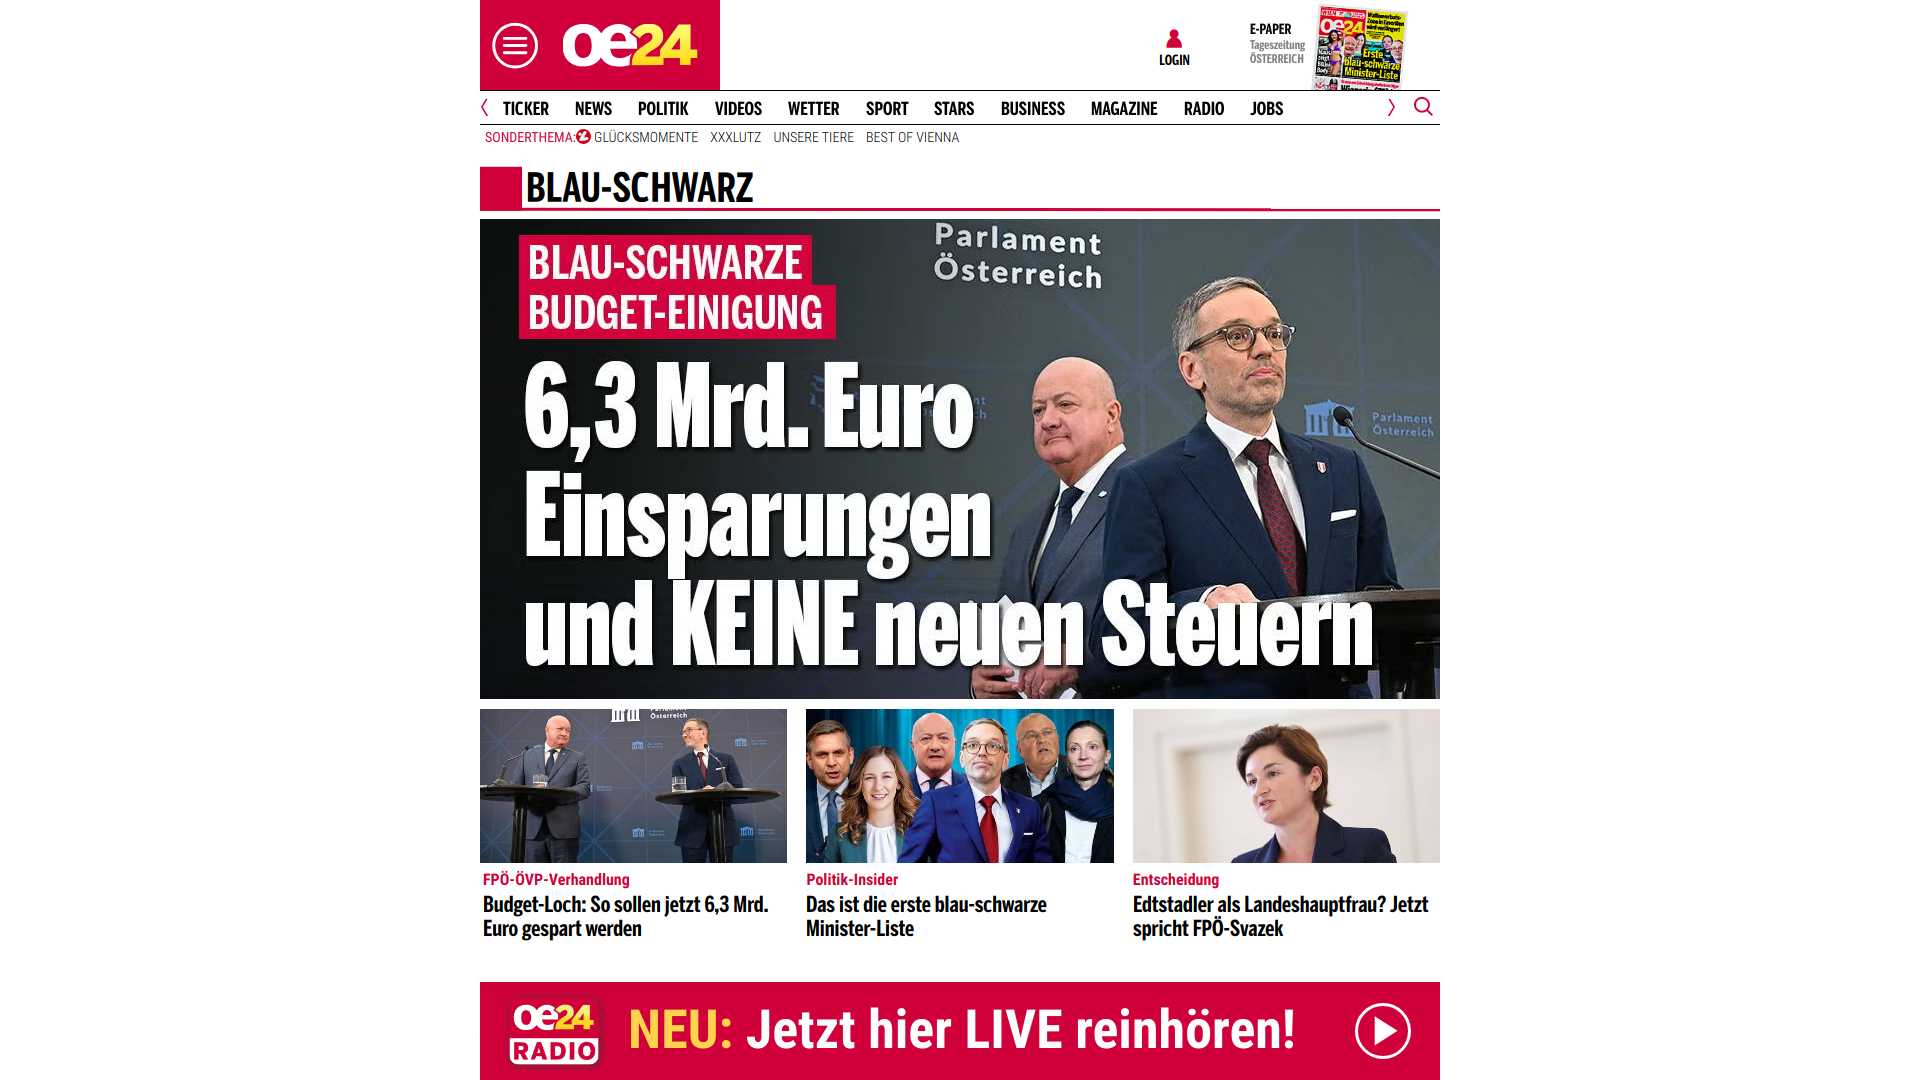 oe24
LOGIN
E-PAPER
Tageszeitung
ÖSTERREICH
oe24
Erste
blau-schwarze
Minister-Liste
TICKER NEWS POLITIK VIDEOS WETTER SPORT STARS BUSINESS MAGAZINE RADIO JOBS
SONDERTHEMA: GLÜCKSMOMENTE XXXLUTZ UNSERE TIERE BEST OF VIENNA
BLAU-SCHWARZ
Parlament
Österreich
BLAU-SCHWARZE
BUDGET-EINIGUNG
6,3 Mrd. Euro
Einsparungen
und KEINE neuen Steuern
Parlament
Österreich
Parlament
Österreich
FPÖ-ÖVP-Verhandlung
Budget-Loch: So sollen jetzt 6,3 Mrd.
Euro gespart werden
Politik-Insider
Das ist die erste blau-schwarze
Minister-Liste
Entscheidung
Edtstadler als Landeshauptfrau? Jetzt
spricht FPÖ-Svazek
oe24
RADIO
NEU: Jetzt hier LIVE reinhören!